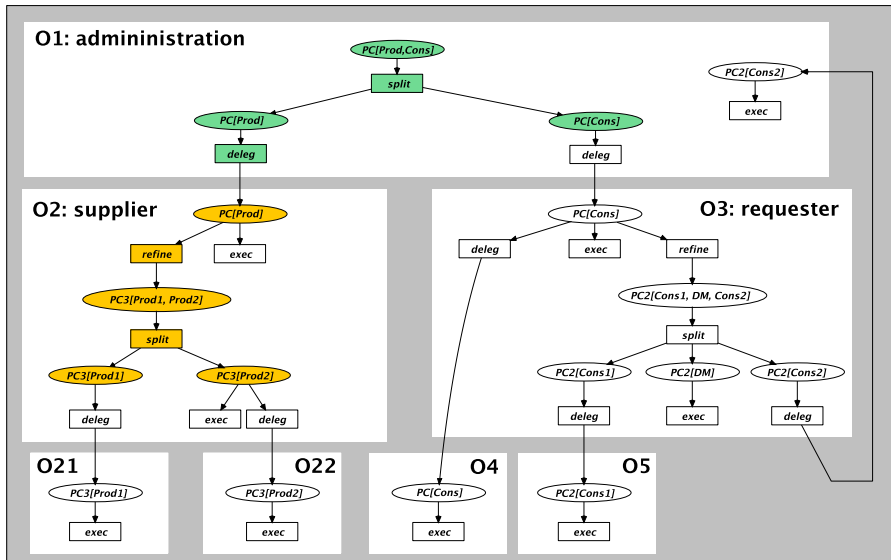 O1: admininistration
PC[Prod,Cons]
split
PC2[Cons2]
exec
PC[Prod]
PC[Cons]
deleg
deleg
O2: supplier
PC[Prod]
refine
exec
PC3[Prod1, Prod2]
split
PC3[Prod1]
PC3[Prod2]
deleg
exec
deleg
O3: requester
PC[Cons]
deleg
exec
refine
PC2[Cons1, DM, Cons2]
split
PC2[Cons1]
PC2[DM]
PC2[Cons2]
deleg
exec
deleg
O21
PC3[Prod1]
exec
O22
PC3[Prod2]
exec
O4
PC[Cons]
exec
O5
PC2[Cons1]
exec